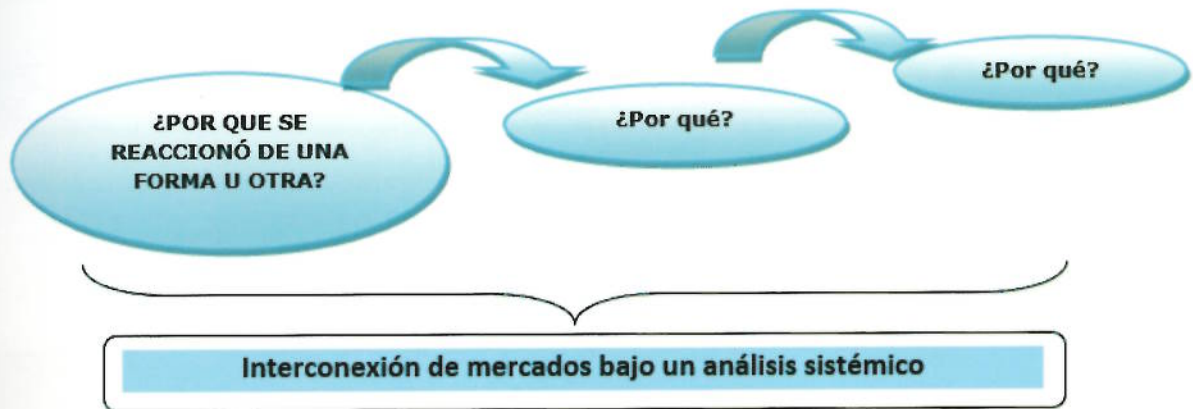 ¿POR QUE SE
REACCIONÓ DE UNA
FORMA U OTRA?
¿Por qué?
¿Por qué?
Interconexión de mercados bajo un análisis sistémico